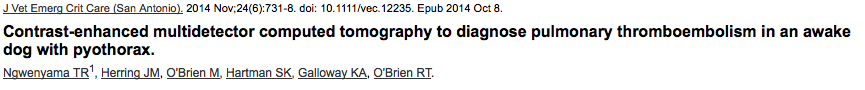 J Vet Emerg Crit Care (San Antonio). 2014 Nov;24(6):731-8. doi: 10.1111/vec.12235. Epub 2014 Oct 8.
Contrast-enhanced multidetector computed tomography to diagnose pulmonary thromboembolism in an awake
dog with pyothorax.
Ngwenyama TR1, Herring JM, O'Brien M, Hartman SK, Galloway KA, O'Brien RT.